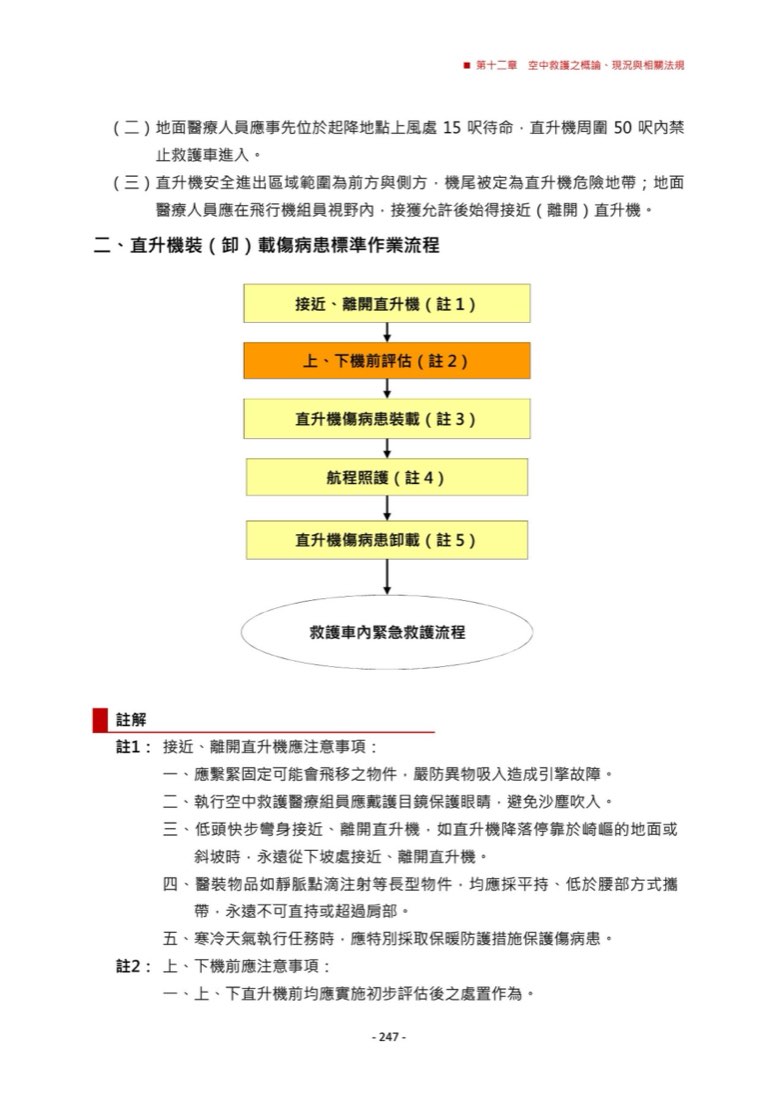 ■ 第十二章　空中救護之概論、現況與相關法規
（二）地面醫療人員應事先位於起降地點上風處 15 呎待命，直升機周圍 50 呎內禁
止救護車進入。
（三）直升機安全進出區域範圍為前方與側方，機尾被定為直升機危險地帶；地面
醫療人員應在飛行機組員視野內，接獲允許後始得接近（離開）直升機。
二、直升機裝（卸）載傷病患標準作業流程
接近、離開直升機（註 1）
上、下機前評估（註 2）
直升機傷病患裝載（註 3）
航程照護（註 4）
直升機傷病患卸載（註 5）
救護車內緊急救護流程
註解
註1：接近、離開直升機應注意事項：
一、應繫緊固定可能會飛移之物件，嚴防異物吸入造成引擎故障。
二、執行空中救護醫療組員應戴護目鏡保護眼睛，避免沙塵吹入。
三、低頭快步彎身接近、離開直升機，如直升機降落停靠於崎嶇的地面或
斜坡時，永遠從下坡處接近、離開直升機。
四、醫裝物品如靜脈點滴注射等長型物件，均應採平持、低於腰部方式攜
帶，永遠不可直持或超過肩部。
五、寒冷天氣執行任務時，應特別採取保暖防護措施保護傷病患。
註2：上、下機前應注意事項：
一、上、下直升機前均應實施初步評估後之處置作為。
- 247 -